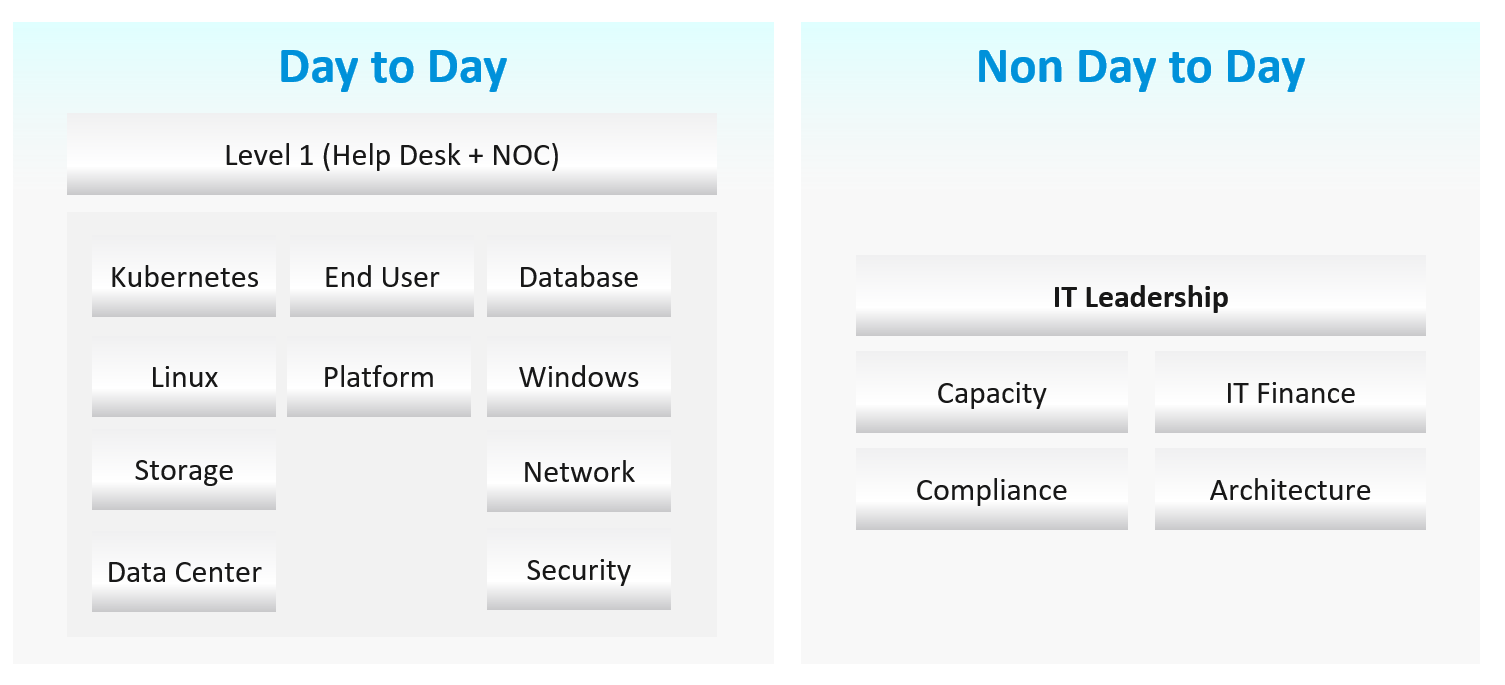 Day to Day
Level 1 (Help Desk + NOC)
Kubernetes
End User
Database
Linux
Platform
Windows
Storage
Network
Data Center
Security
Non Day to Day
IT Leadership
Capacity
IT Finance
Compliance
Architecture